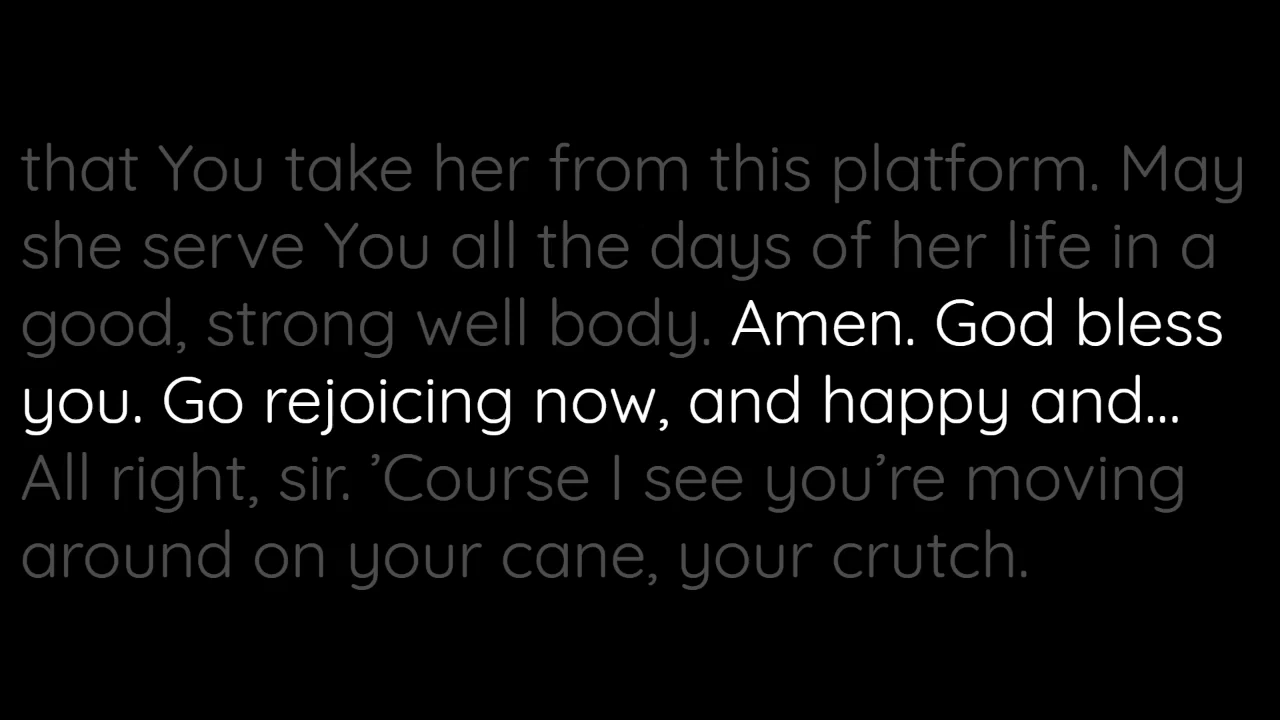 that You take her from this platform. May
she serve You all the days of her life in a
good, strong well body. Amen. God bless
you. Go rejoicing now, and happy and...
All right, sir. ’Course I see you’re moving
around on your cane, your crutch.